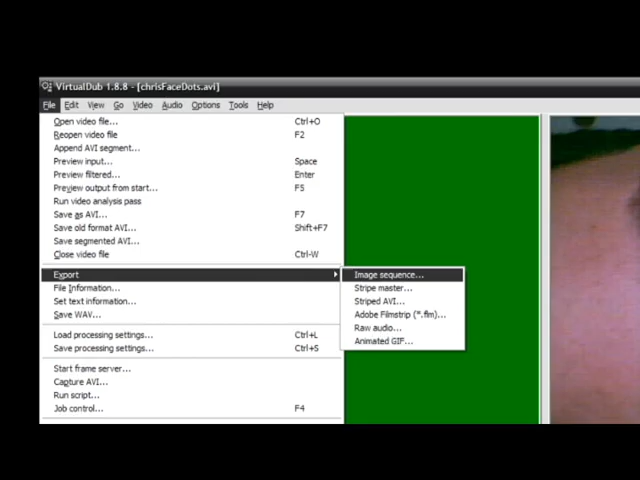 VirtualDub 1.8.8 - [chrisFaceDots.avi]
File Edit View Go Video Audio Options Tools Help
Open video file... Ctrl+O
Reopen video file F2
Append AVI segment...
Preview input... Space
Preview filtered... Enter
Preview output from start... F5
Run video analysis pass
Save as AVI... F7
Save old format AVI... Shift+F7
Save segmented AVI...
Close video file Ctrl-W
Export
Image sequence...
File Information...
Stripe master...
Set text information...
Striped AVI...
Save WAV...
Adobe Filmstrip (*.flm)...
Raw audio...
Load processing settings... Ctrl+L
Animated GIF...
Save processing settings... Ctrl+S
Start frame server...
Capture AVI...
Run script...
Job control... F4